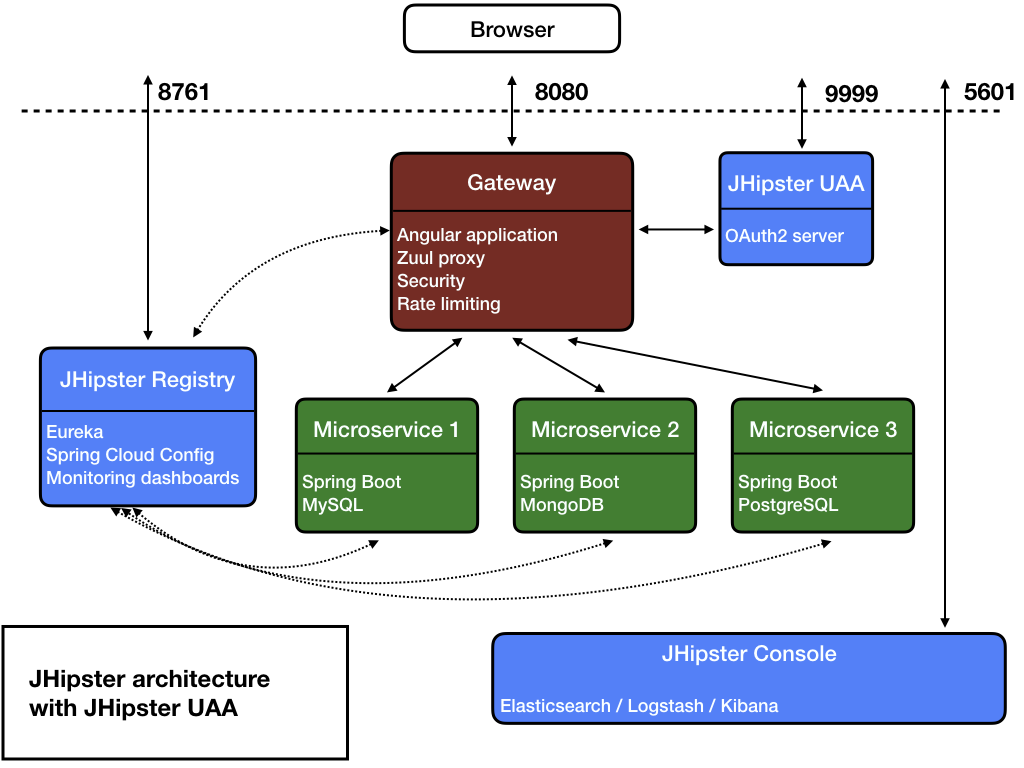 Browser
8761
8080
9999
5601
Gateway
Angular application
Zuul proxy
Security
Rate limiting
JHipster UAA
OAuth2 server
JHipster Registry
Eureka
Spring Cloud Config
Monitoring dashboards
Microservice 1
Spring Boot
MySQL
Microservice 2
Spring Boot
MongoDB
Microservice 3
Spring Boot
PostgreSQL
JHipster architecture
with JHipster UAA
JHipster Console
Elasticsearch / Logstash / Kibana